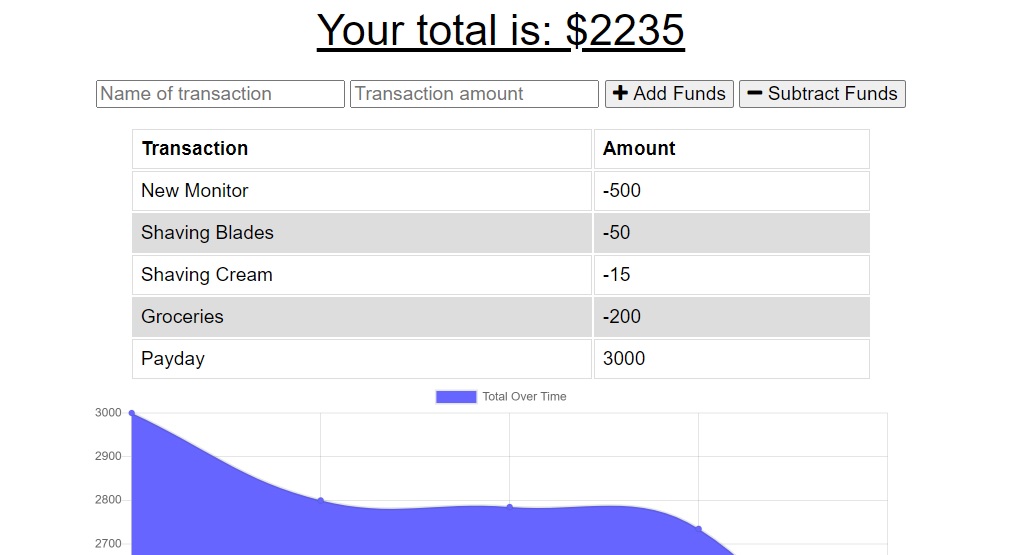 Your total is: $2235
Name of transaction Transaction amount Add Funds Subtract Funds
Transaction Amount
New Monitor -500
Shaving Blades -50
Shaving Cream -15
Groceries -200
Payday 3000
Total Over Time
3000
2900
2800
2700